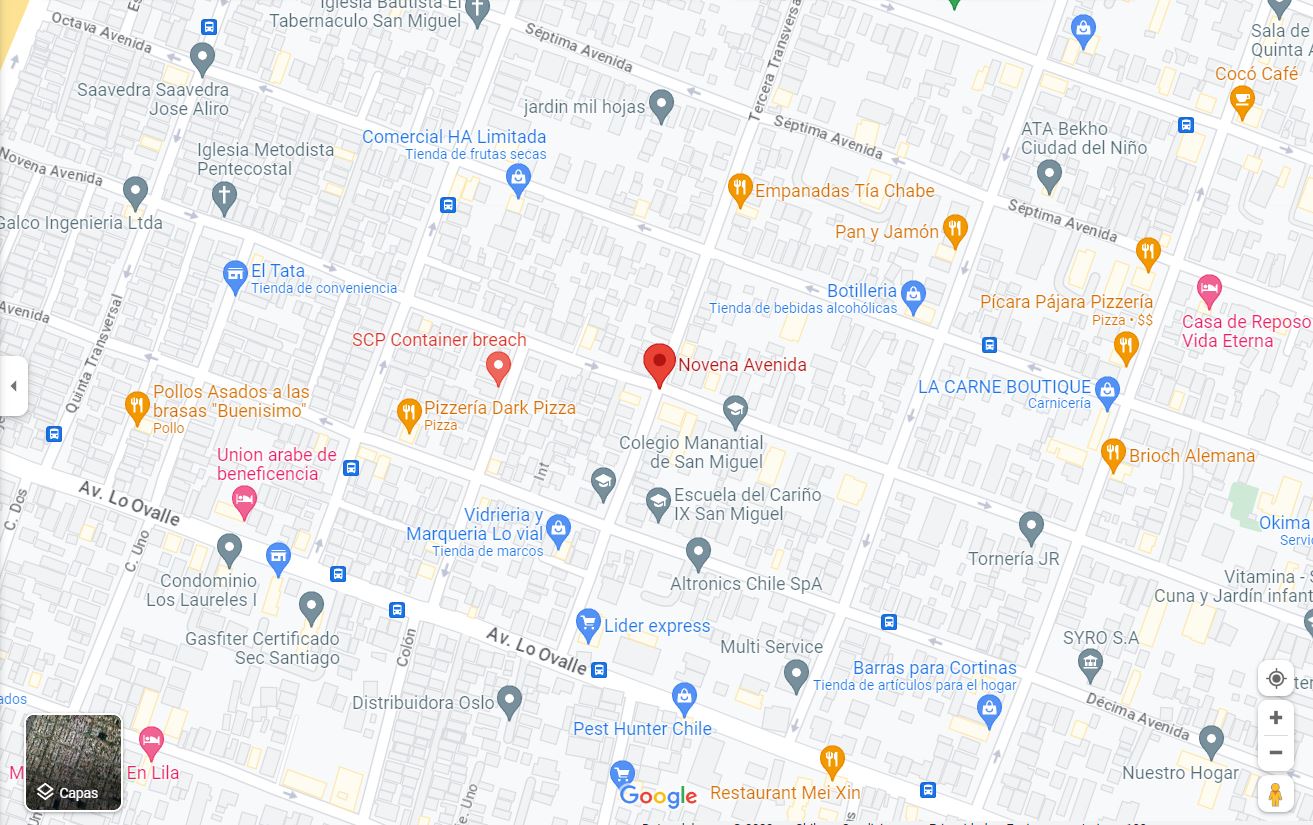 Iglesia Bautista El
Tabernaculo San Miguel
Octava Avenida
Séptima Avenida
Tercera Transversal
Sala de
Quinta A
Cocó Café
Saavedra Saavedra
Jose Aliro
jardin mil hojas
Séptima Avenida
ATA Bekho
Ciudad del Niño
Comercial HA Limitada
Tienda de frutas secas
Iglesia Metodista
Pentecostal
Novena Avenida
Empanadas Tía Chabe
Séptima Avenida
Galco Ingenieria Ltda
Pan y Jamón
El Tata
Tienda de conveniencia
Botilleria
Tienda de bebidas alcohólicas
Pícara Pájara Pizzería
Pizza • $$
Casa de Reposo
Vida Eterna
Avenida
Quinta Transversal
SCP Container breach
Novena Avenida
LA CARNE BOUTIQUE
Carnicería
Pollos Asados a las
brasas "Buenisimo"
Pollo
Pizzería Dark Pizza
Pizza
Colegio Manantial
de San Miguel
Union arabe de
beneficencia
Int
Brioch Alemana
Av. Lo Ovalle
C. Dos
Escuela del Cariño
IX San Miguel
Vidrieria y
Marqueria Lo vial
Tienda de marcos
Okima
Servic
C. Uno
Tornería JR
Condominio
Los Laureles I
Altronics Chile SpA
Vitamina - S
Cuna y Jardín infant
Gasfiter Certificado
Sec Santiago
Colón
Av. Lo Ovalle
Lider express
Multi Service
SYRO S.A
Barras para Cortinas
Tienda de artículos para el hogar
ados
Distribuidora Oslo
Décima Avenida
Pest Hunter Chile
M
En Lila
Nuestro Hogar
Capas
e. Uno
Google
Restaurant Mei Xin